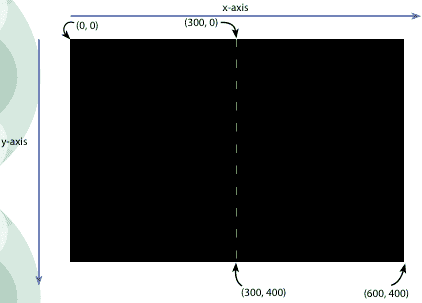 x-axis
(0, 0)
(300, 0)
y-axis
(300, 400)
(600, 400)